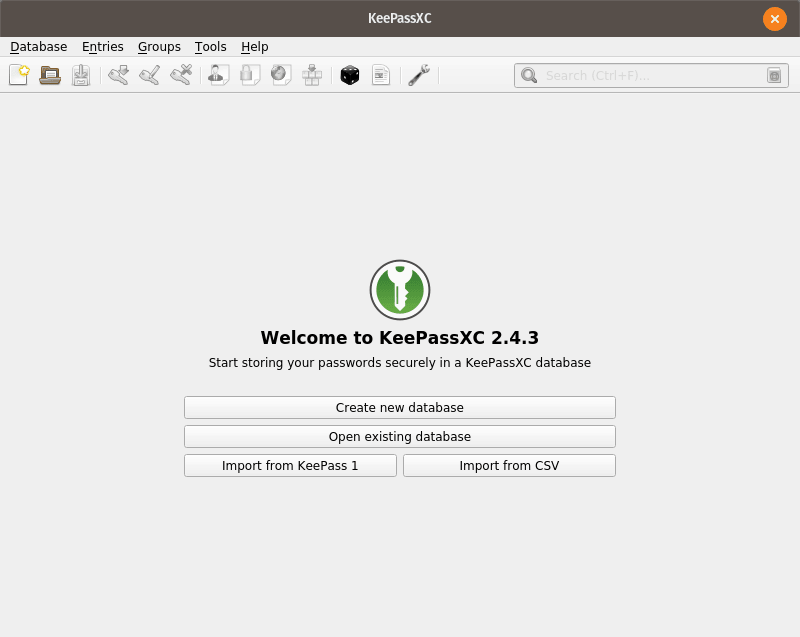 KeePassXC
Database Entries Groups Tools Help
Search (Ctrl+F)...
Welcome to KeePassXC 2.4.3
Start storing your passwords securely in a KeePassXC database
Create new database
Open existing database
Import from KeePass 1 Import from CSV